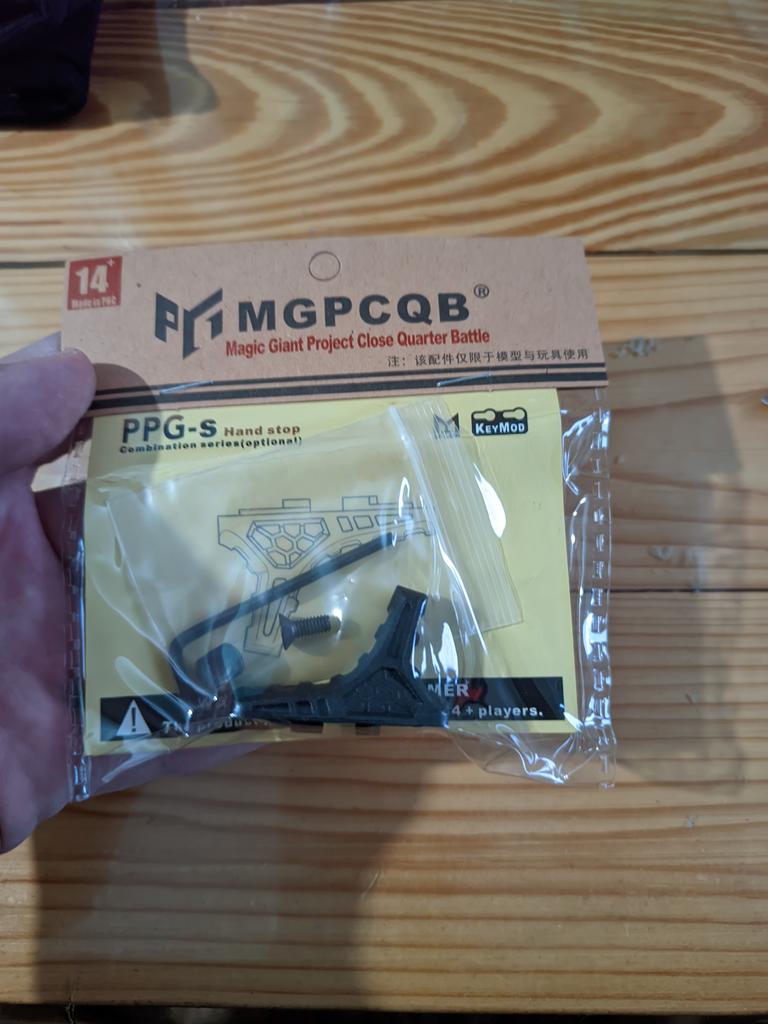 14+
Made in PRC
MGPCQB®
Magic Giant Project Close Quarter Battle
注：该配件仅限于模型与玩具使用
PPG-S Hand stop
Combination series(optional)
KEYMOD
MER
4 + players.